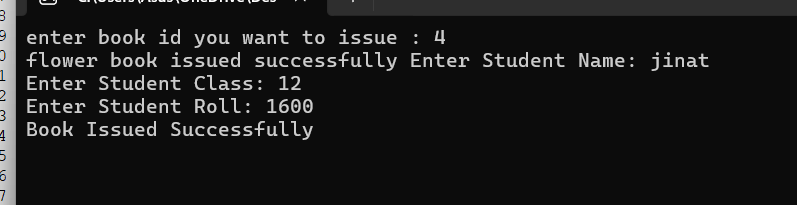 enter book id you want to issue : 4
flower book issued successfully Enter Student Name: jinat
Enter Student Class: 12
Enter Student Roll: 1600
Book Issued Successfully